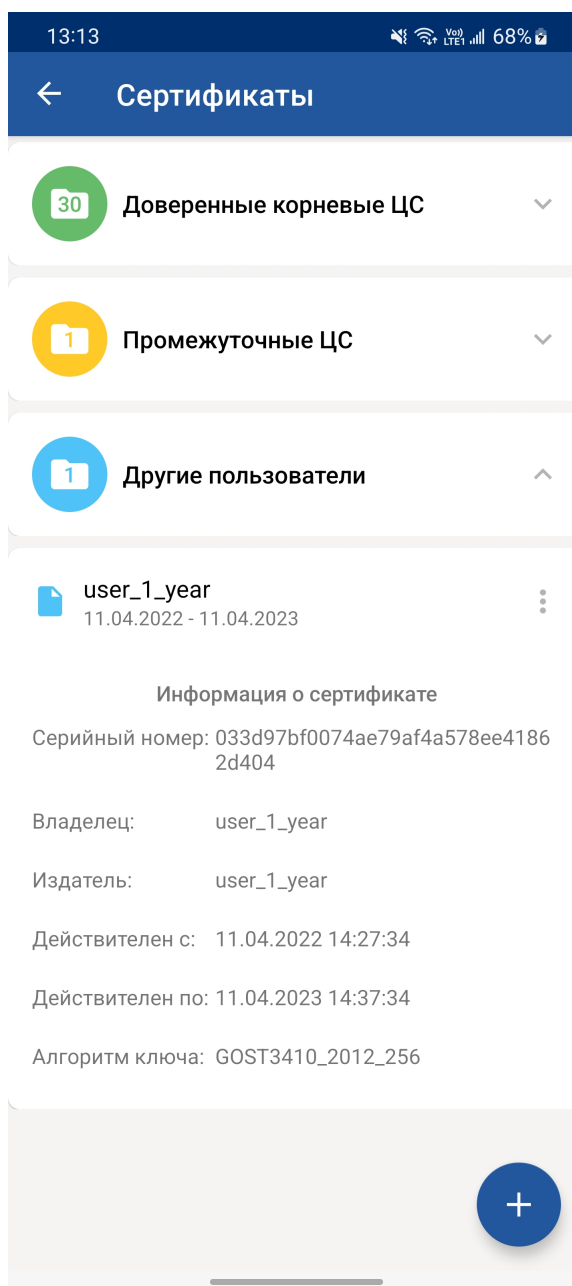 13:13 Vo)) LTE1 68%
Сертификаты
30 Доверенные корневые ЦС
1 Промежуточные ЦС
1 Другие пользователи
user_1_year
11.04.2022 - 11.04.2023
Информация о сертификате
Серийный номер: 033d97bf0074ae79af4a578ee4186
2d404
Владелец: user_1_year
Издатель: user_1_year
Действителен с: 11.04.2022 14:27:34
Действителен по: 11.04.2023 14:37:34
Алгоритм ключа: GOST3410_2012_256